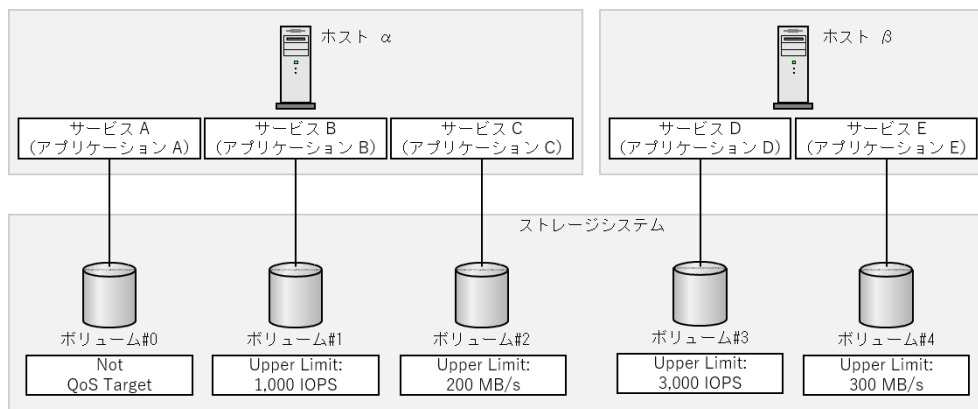 ホスト α
ホスト β
サービス A
(アプリケーション A)
サービス B
(アプリケーション B)
サービス C
(アプリケーション C)
サービス D
(アプリケーション D)
サービス E
(アプリケーション E)
ストレージシステム
ボリューム#0
ボリューム#1
ボリューム#2
ボリューム#3
ボリューム#4
Not
QoS Target
Upper Limit:
1,000 IOPS
Upper Limit:
200 MB/s
Upper Limit:
3,000 IOPS
Upper Limit:
300 MB/s